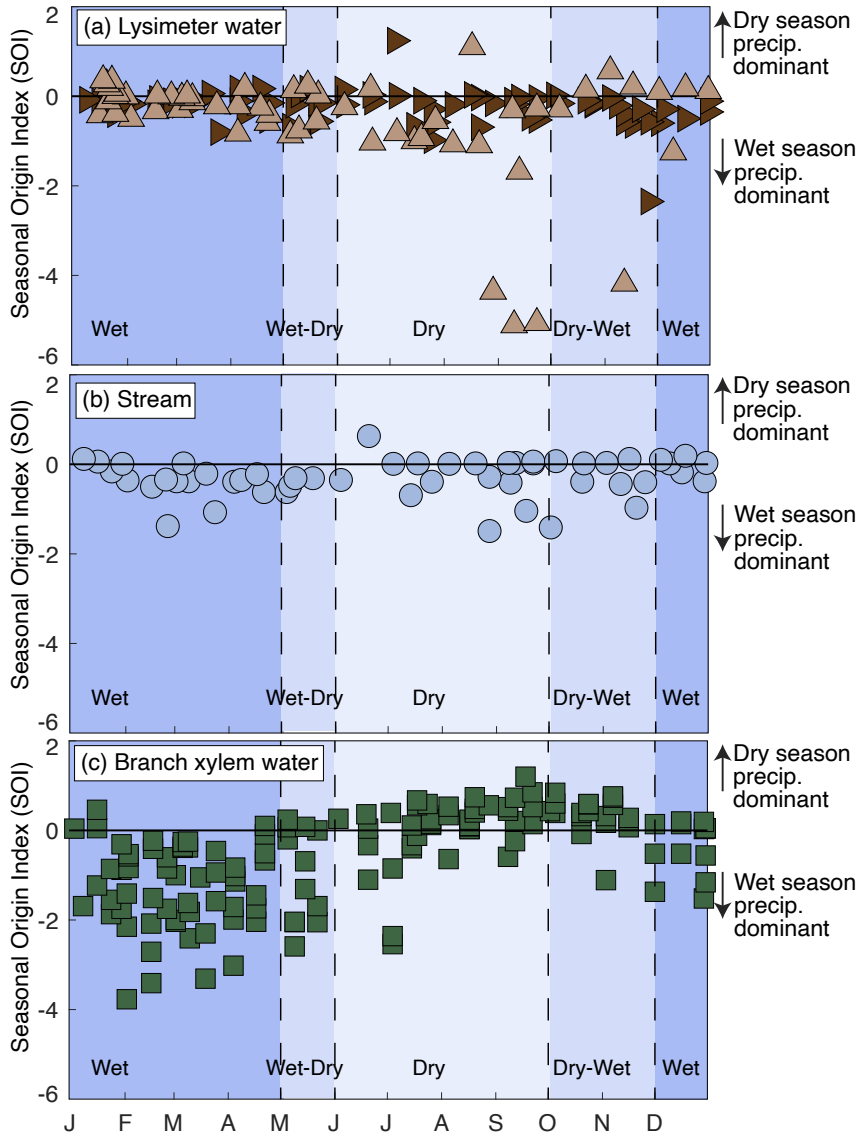 (a) Lysimeter water
Seasonal Origin Index (SOI)
2
0
-2
-4
-6
Wet
Wet-Dry
Dry
Dry-Wet
Wet
Dry season
precip.
dominant
Wet season
precip.
dominant
(b) Stream
Seasonal Origin Index (SOI)
2
0
-2
-4
-6
Wet
Wet-Dry
Dry
Dry-Wet
Wet
Dry season
precip.
dominant
Wet season
precip.
dominant
(c) Branch xylem water
Seasonal Origin Index (SOI)
2
0
-2
-4
-6
Wet
Wet-Dry
Dry
Dry-Wet
Wet
Dry season
precip.
dominant
Wet season
precip.
dominant
J F M A M J J A S O N D